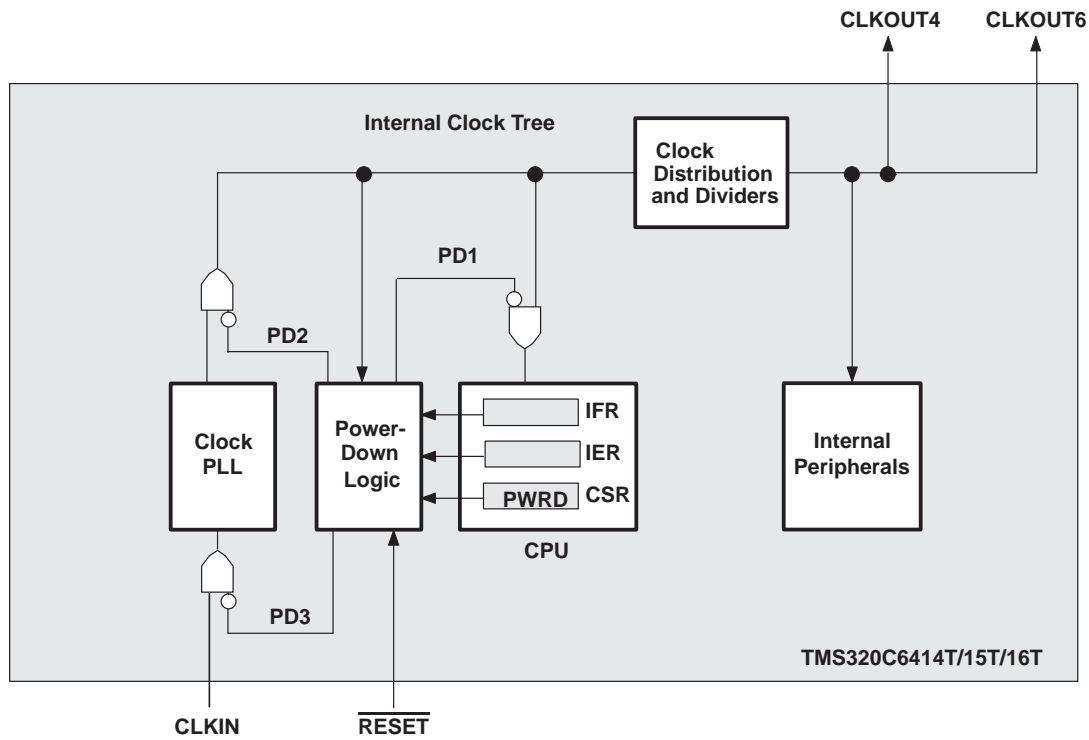 CLKOUT4 CLKOUT6
Internal Clock Tree
Clock
Distribution
and Dividers
PD1
PD2
Clock
PLL
Power-
Down
Logic
IFR
IER
PWRD CSR
CPU
Internal
Peripherals
PD3
TMS320C6414T/15T/16T
CLKIN
RESET